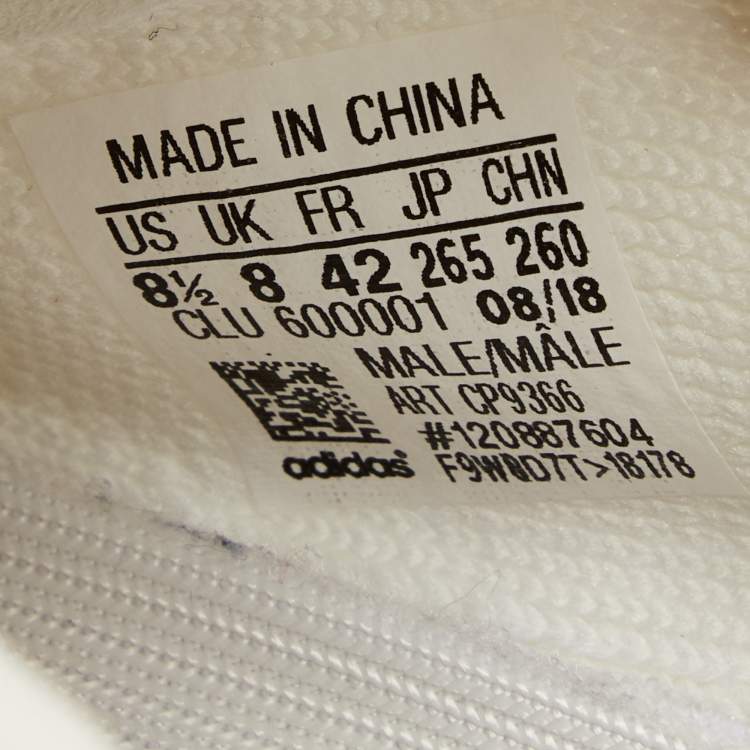 MADE IN CHINA
US UK FR JP CHN
8½ 8 42 265 260
CLU 600001 08/18
MALE/MÂLE
ART CP9366
#120887604
adidas® F9WND7T>18178